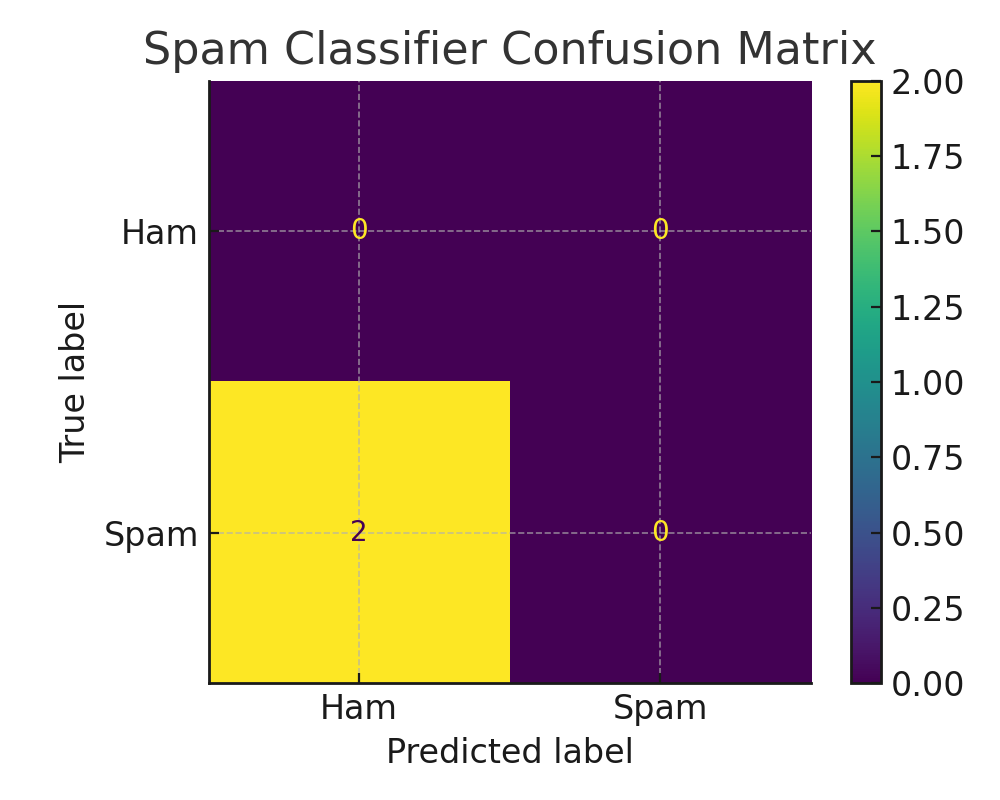 Spam Classifier Confusion Matrix
2.00
1.75
1.50
1.25
1.00
0.75
0.50
0.25
0.00
True label
Ham
0 0
Spam
2 0
Ham Spam
Predicted label